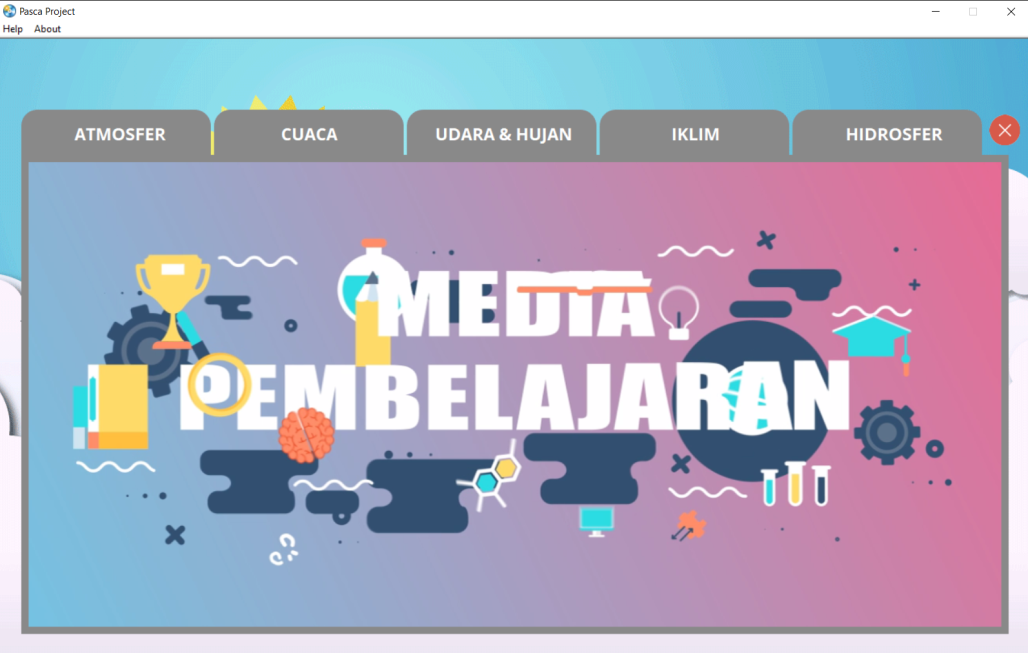 Pasca Project
Help About
ATMOSFER CUACA UDARA & HUJAN IKLIM HIDROSFER
MEDIA
PEMBELAJARAN